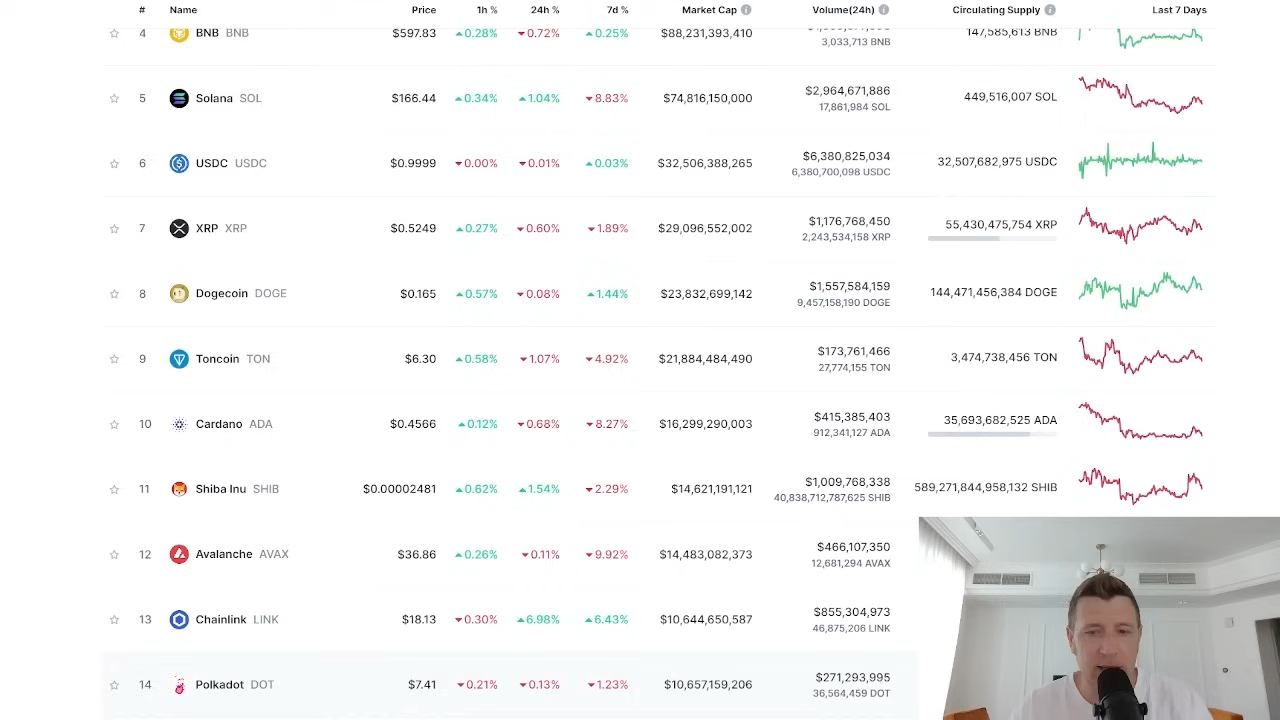 # Name Price 1h % 24h % 7d % Market Cap Volume(24h) Circulating Supply Last 7 Days
4 BNB BNB $597.83 0.28% 0.72% 0.25% $88,231,393,410 147,585,613 BNB
3,033,713 BNB
5 Solana SOL $166.44 0.34% 1.04% 8.83% $74,816,150,000 $2,964,671,886 449,516,007 SOL
17,861,984 SOL
6 USDC USDC $0.9999 0.00% 0.01% 0.03% $32,506,388,265 $6,380,825,034 32,507,682,975 USDC
6,380,700,098 USDC
7 XRP XRP $0.5249 0.27% 0.60% 1.89% $29,096,552,002 $1,176,768,450 55,430,475,754 XRP
2,243,534,158 XRP
8 Dogecoin DOGE $0.165 0.57% 0.08% 1.44% $23,832,699,142 $1,557,584,159 144,471,456,384 DOGE
9,457,158,190 DOGE
9 Toncoin TON $6.30 0.58% 1.07% 4.92% $21,884,484,490 $173,761,466 3,474,738,456 TON
27,774,155 TON
10 Cardano ADA $0.4566 0.12% 0.68% 8.27% $16,299,290,003 $415,385,403 35,693,682,525 ADA
912,341,127 ADA
11 Shiba Inu SHIB $0.00002481 0.62% 1.54% 2.29% $14,621,191,121 $1,009,768,338 589,271,844,958,132 SHIB
40,838,712,787,625 SHIB
12 Avalanche AVAX $36.86 0.26% 0.11% 9.92% $14,483,082,373 $466,107,350
12,681,294 AVAX
13 Chainlink LINK $18.13 0.30% 6.98% 6.43% $10,644,650,587 $855,304,973
46,875,206 LINK
14 Polkadot DOT $7.41 0.21% 0.13% 1.23% $10,657,159,206 $271,293,995
36,564,459 DOT